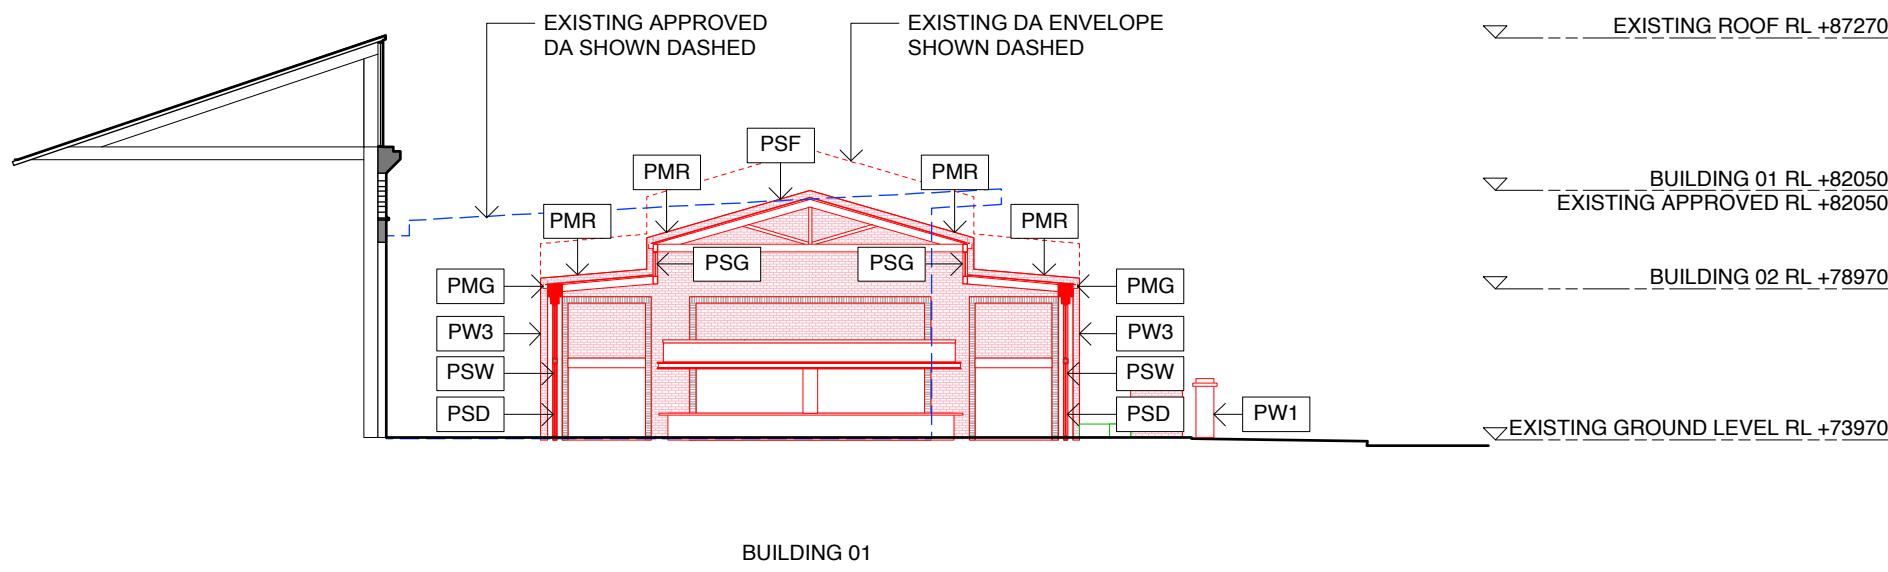 EXISTING APPROVED
DA SHOWN DASHED
EXISTING DA ENVELOPE
SHOWN DASHED
EXISTING ROOF RL +87270
PSF
PMR
PMR
BUILDING 01 RL +82050
EXISTING APPROVED RL +82050
PMR
PMR
PSG
PSG
BUILDING 02 RL +78970
PMG
PMG
PW3
PW3
PSW
PSW
PSD
PSD
PW1
EXISTING GROUND LEVEL RL +73970
BUILDING 01